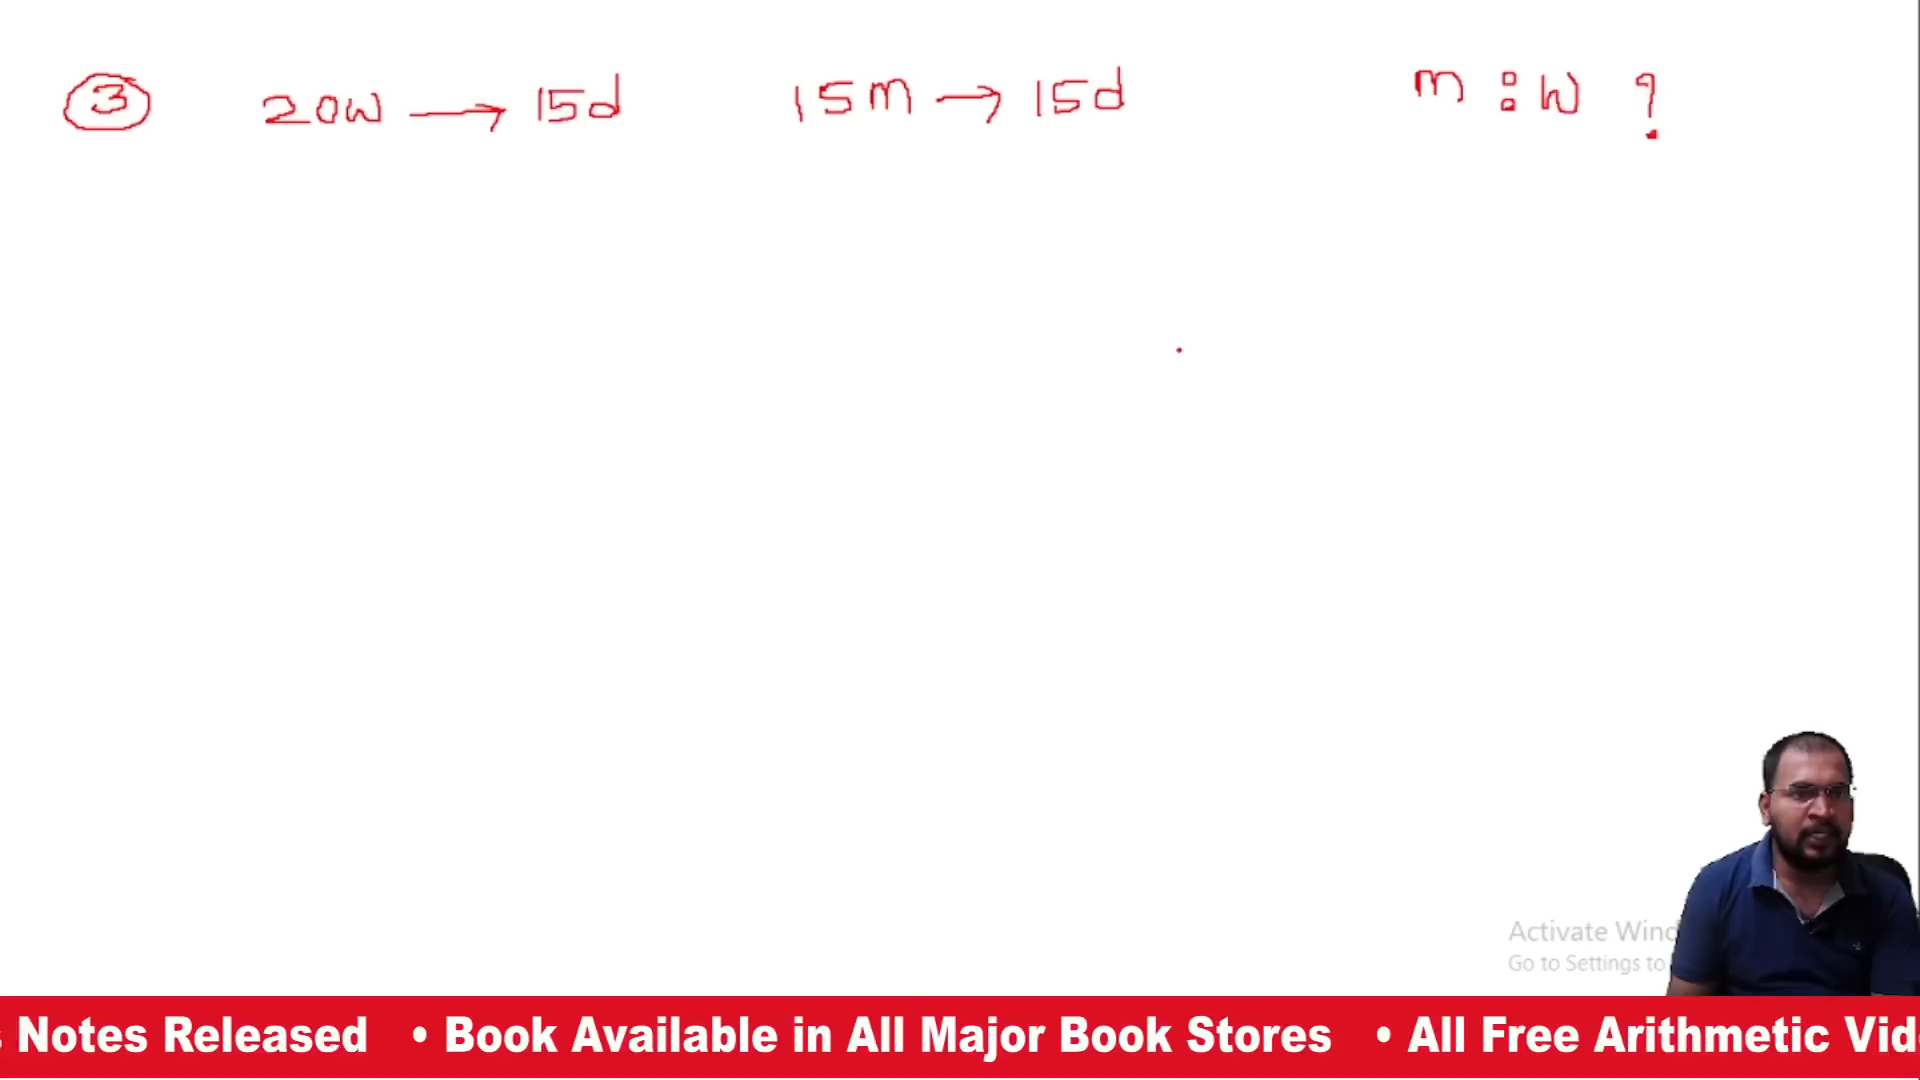 3 20W → 15d 15m → 15d m : W ?
Activate Wind
Go to Settings to
s Notes Released • Book Available in All Major Book Stores • All Free Arithmetic Vid